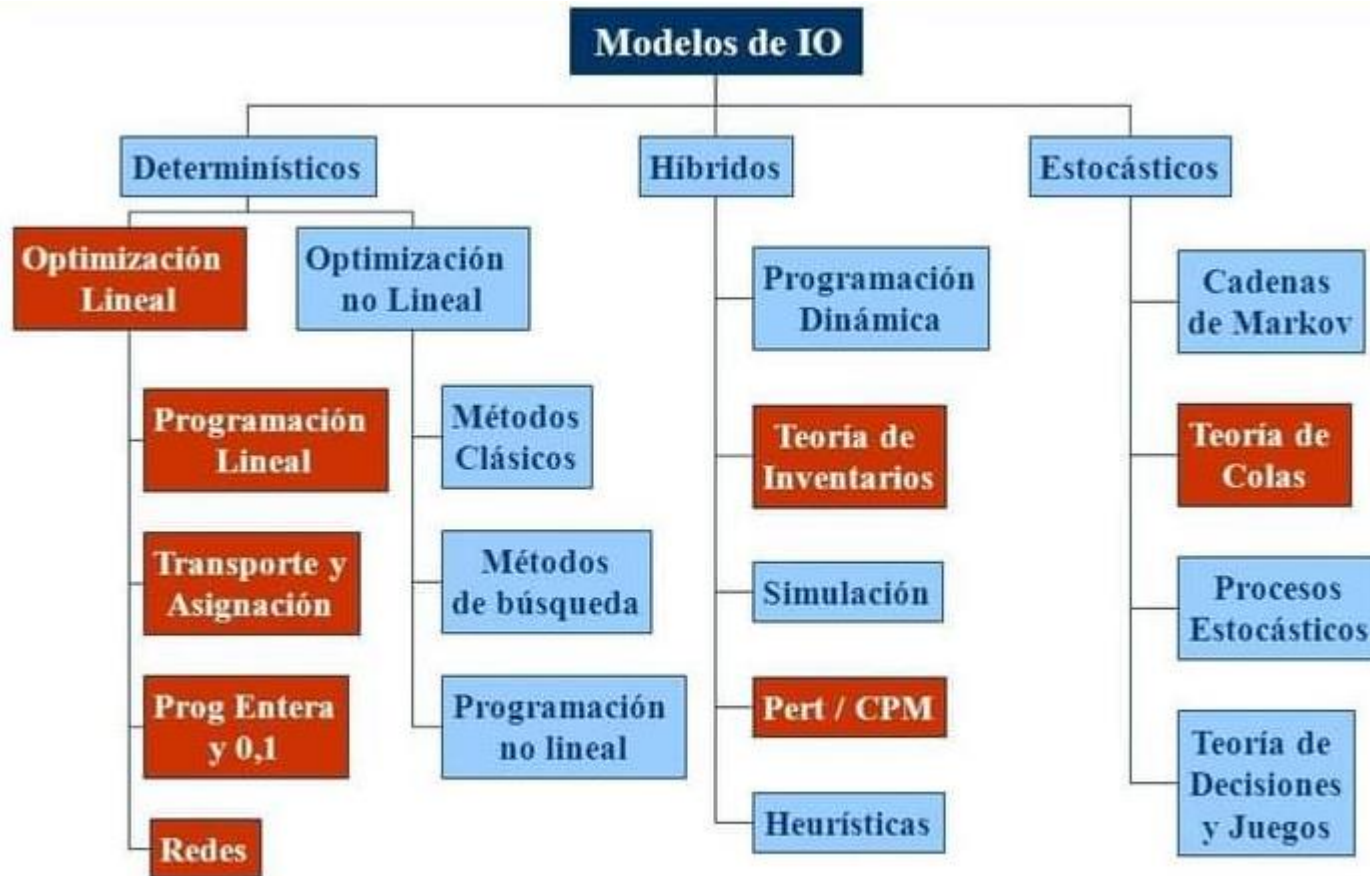 Modelos de IO
Determinísticos
Híbridos
Estocásticos
Optimización
Lineal
Optimización
no Lineal
Programación
Lineal
Transporte y
Asignación
Prog Entera
y 0,1
Redes
Métodos
Clásicos
Métodos
de búsqueda
Programación
no lineal
Programación
Dinámica
Teoría de
Inventarios
Simulación
Pert / CPM
Heurísticas
Cadenas
de Markov
Teoría de
Colas
Procesos
Estocásticos
Teoría de
Decisiones
y Juegos